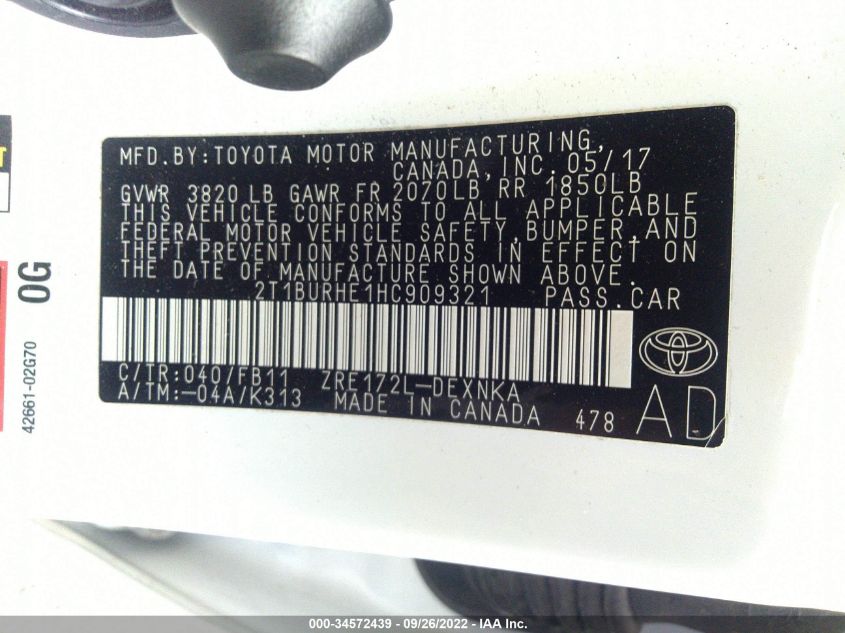 MFD.BY:TOYOTA MOTOR MANUFACTURING,
CANADA,INC. 05/17
GVWR 3820 LB GAWR FR 2070LB RR 1850LB
THIS VEHICLE CONFORMS TO ALL APPLICABLE
FEDERAL MOTOR VEHICLE SAFETY,BUMPER,AND
THEFT PREVENTION STANDARDS IN EFFECT ON
THE DATE OF MANUFACTURE SHOWN ABOVE.
2T1BURHE1HC909321 PASS.CAR
C/TR:040/FB11 ZRE172L-DEXNKA
A/TM:-04A/K313 MADE IN CANADA 478
AD
0G
42661-02G70
000-34572439 - 09/26/2022 - IAA Inc.